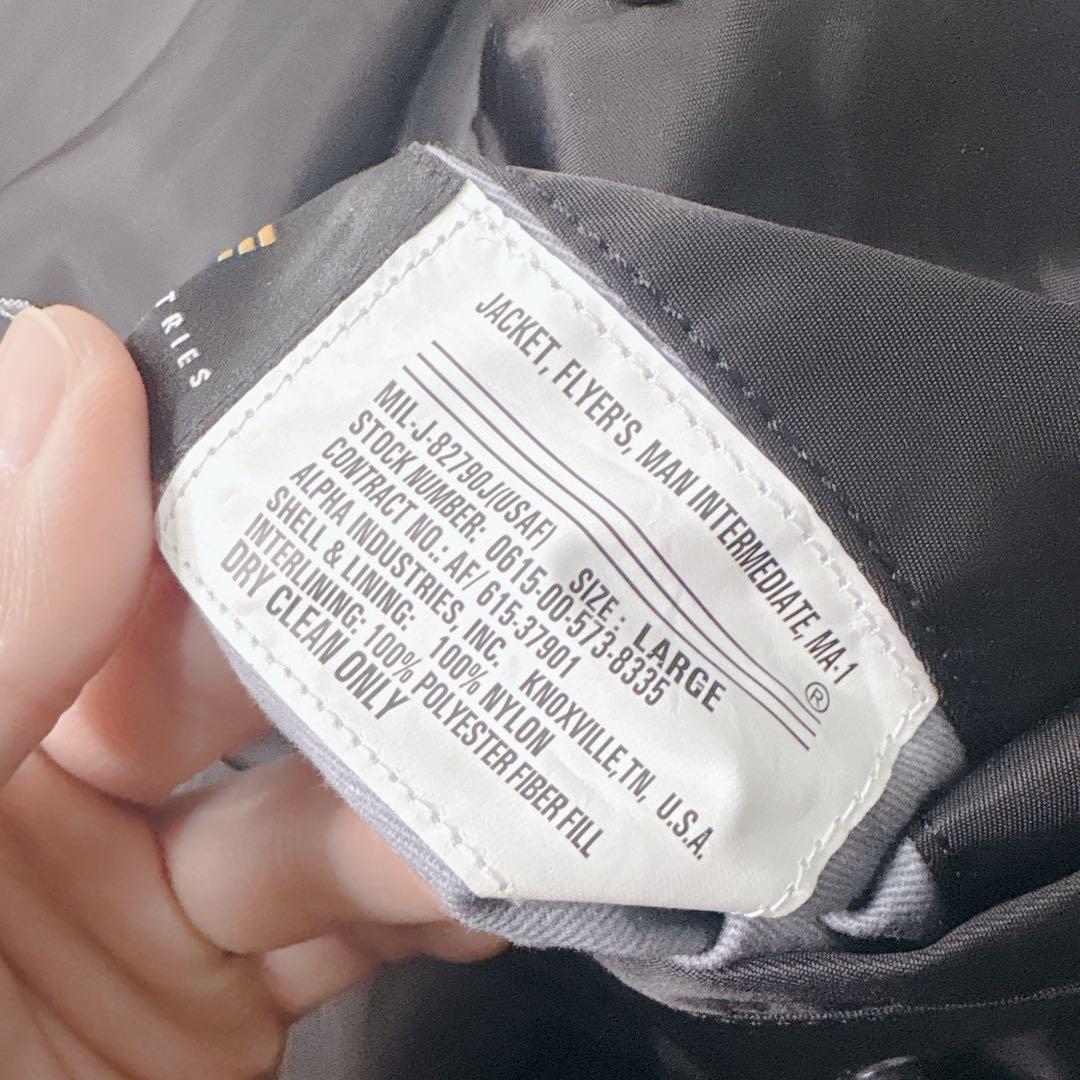 TRIES
JACKET, FLYER'S, MAN INTERMEDIATE, MA-1
®
SIZE: LARGE
MIL-J-82790J(USAF)
STOCK NUMBER: 0615-00-573-8335
CONTRACT NO.: AF/ 615-37901
ALPHA INDUSTRIES, INC. KNOXVILLE,TN, U.S.A.
SHELL & LINING: 100% NYLON
INTERLINING: 100% POLYESTER FIBER FILL
DRY CLEAN ONLY